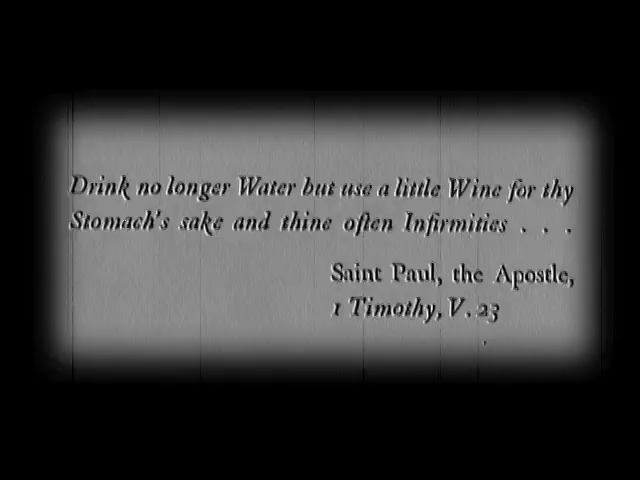 Drink no longer Water but use a little Wine for thy
Stomach's sake and thine often Infirmities . . .
Saint Paul, the Apostle,
1 Timothy, V. 23